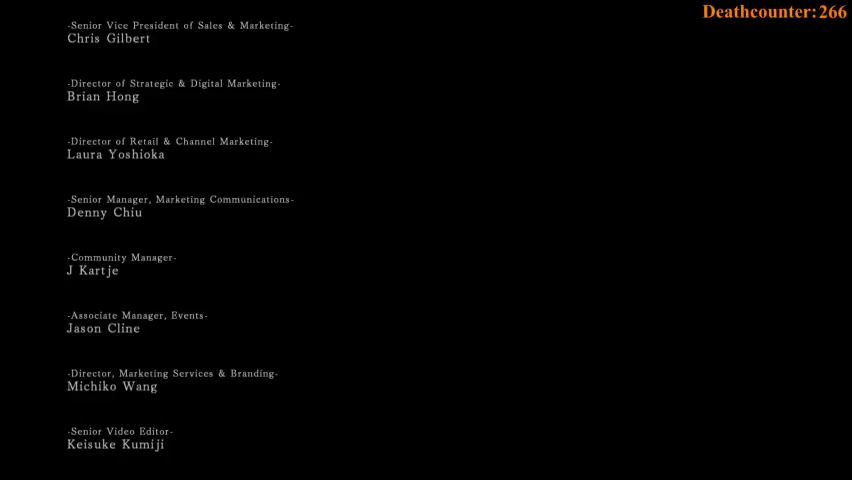 Deathcounter:266
-Senior Vice President of Sales & Marketing-
Chris Gilbert
-Director of Strategic & Digital Marketing-
Brian Hong
-Director of Retail & Channel Marketing-
Laura Yoshioka
-Senior Manager, Marketing Communications-
Denny Chiu
-Community Manager-
J Kartje
-Associate Manager, Events-
Jason Cline
-Director, Marketing Services & Branding-
Michiko Wang
-Senior Video Editor-
Keisuke Kumiji